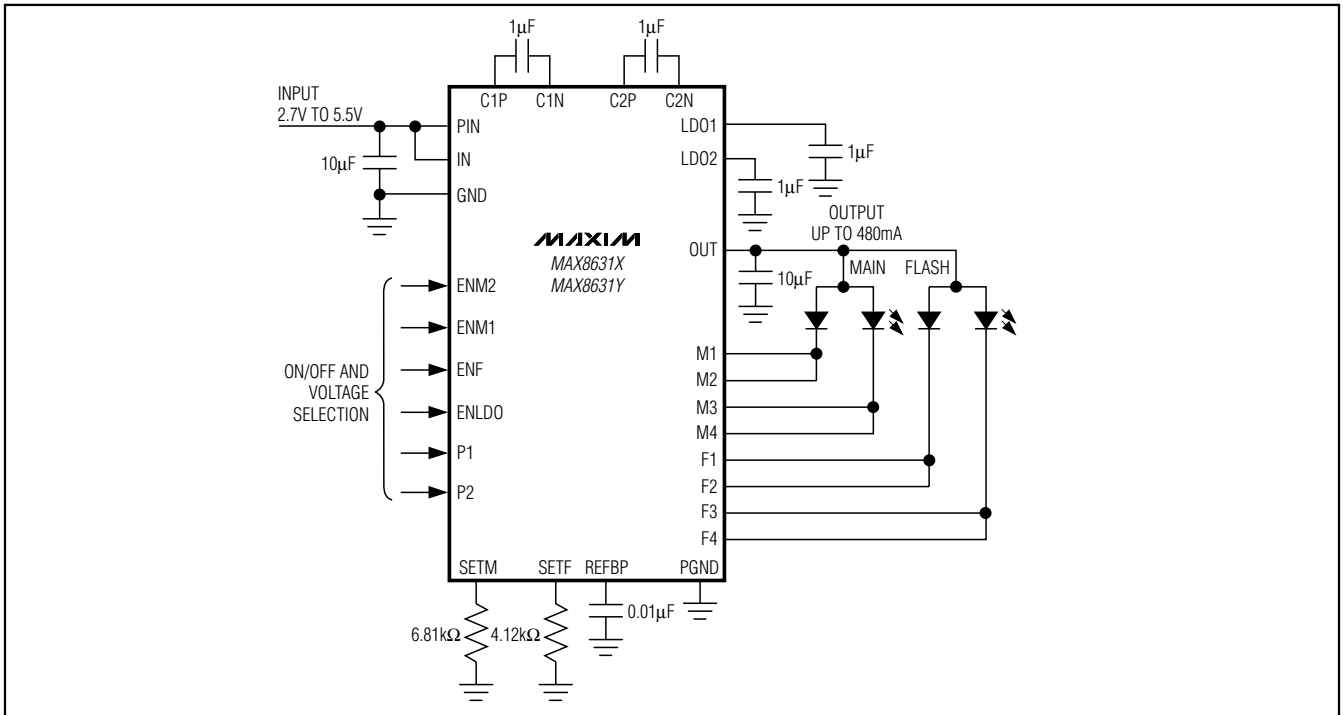 1μF
1μF
INPUT
2.7V TO 5.5V
C1P
C1N
C2P
C2N
PIN
IN
GND
10μF
LDO1
LDO2
1μF
1μF
OUTPUT
UP TO 480mA
OUT
MAIN
FLASH
10μF
MAXIM
MAX8631X
MAX8631Y
ON/OFF AND
VOLTAGE
SELECTION
ENM2
ENM1
ENF
ENLDO
P1
P2
M1
M2
M3
M4
F1
F2
F3
F4
SETM
SETF
REFBP
PGND
6.81kΩ
4.12kΩ
0.01μF